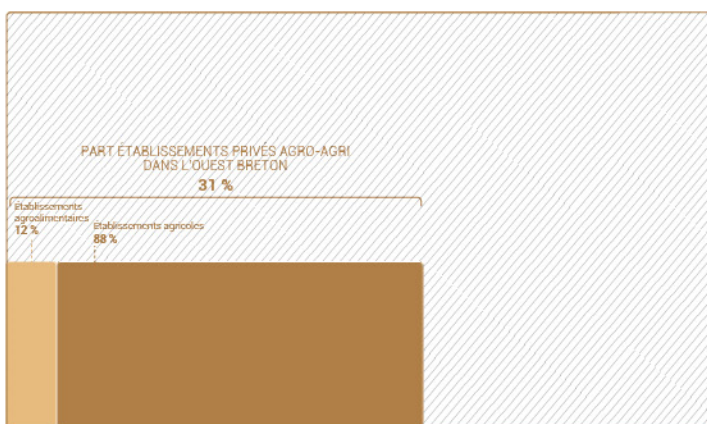 PART ÉTABLISSEMENTS PRIVÉS AGRO-AGRI
DANS L'OUEST BRETON
31 %
Établissements
agroalimentaires
12 %
Établissements agricoles
88 %